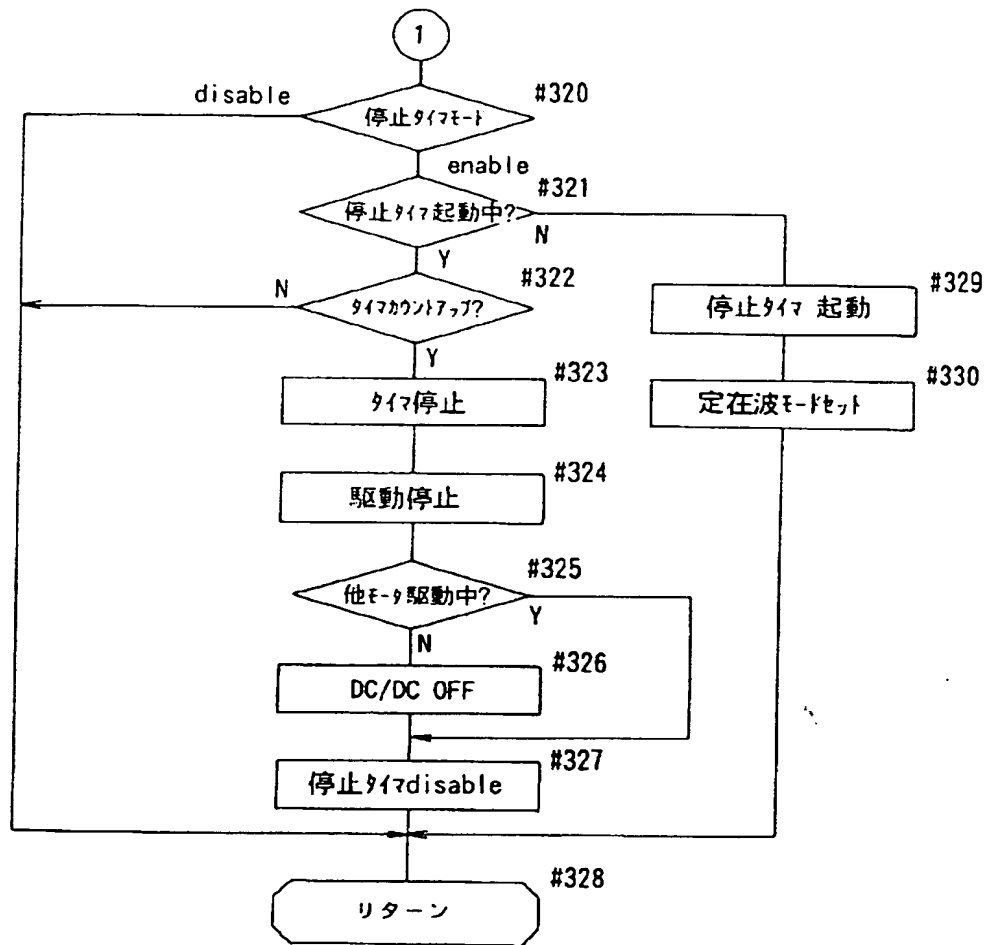 1
disable
#320
停止ﾀｲﾏﾓｰﾄ
enable
#321
停止ﾀｲﾏ起動中?
N
Y
#322
N
ﾀｲﾏｶｳﾝﾄｱｯﾌﾟ?
#329
停止ﾀｲﾏ 起動
Y
#323
ﾀｲﾏ停止
#330
定在波ﾓｰﾄﾞｾｯﾄ
#324
駆動停止
#325
他ﾓｰﾀ駆動中?
Y
N
#326
DC/DC OFF
#327
停止ﾀｲﾏdisable
#328
リターン